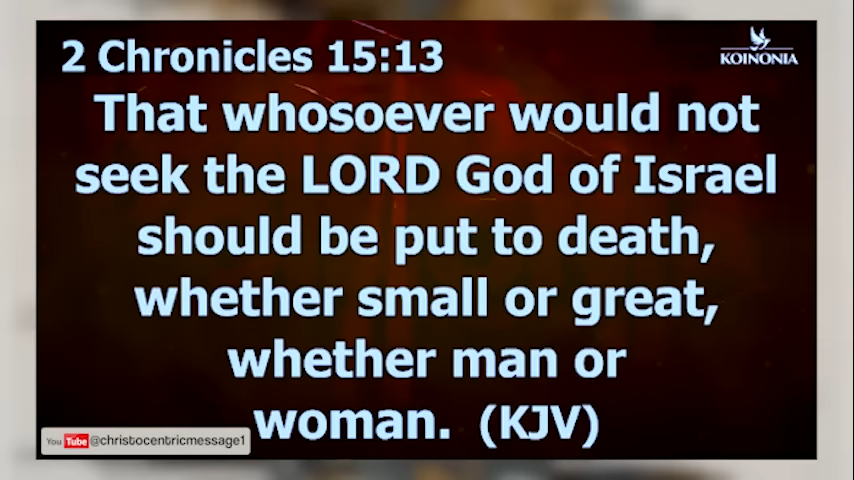 2 Chronicles 15:13
KOINONIA
That whosoever would not
seek the LORD God of Israel
should be put to death,
whether small or great,
whether man or
woman. (KJV)
You Tube @christocentricmessage1